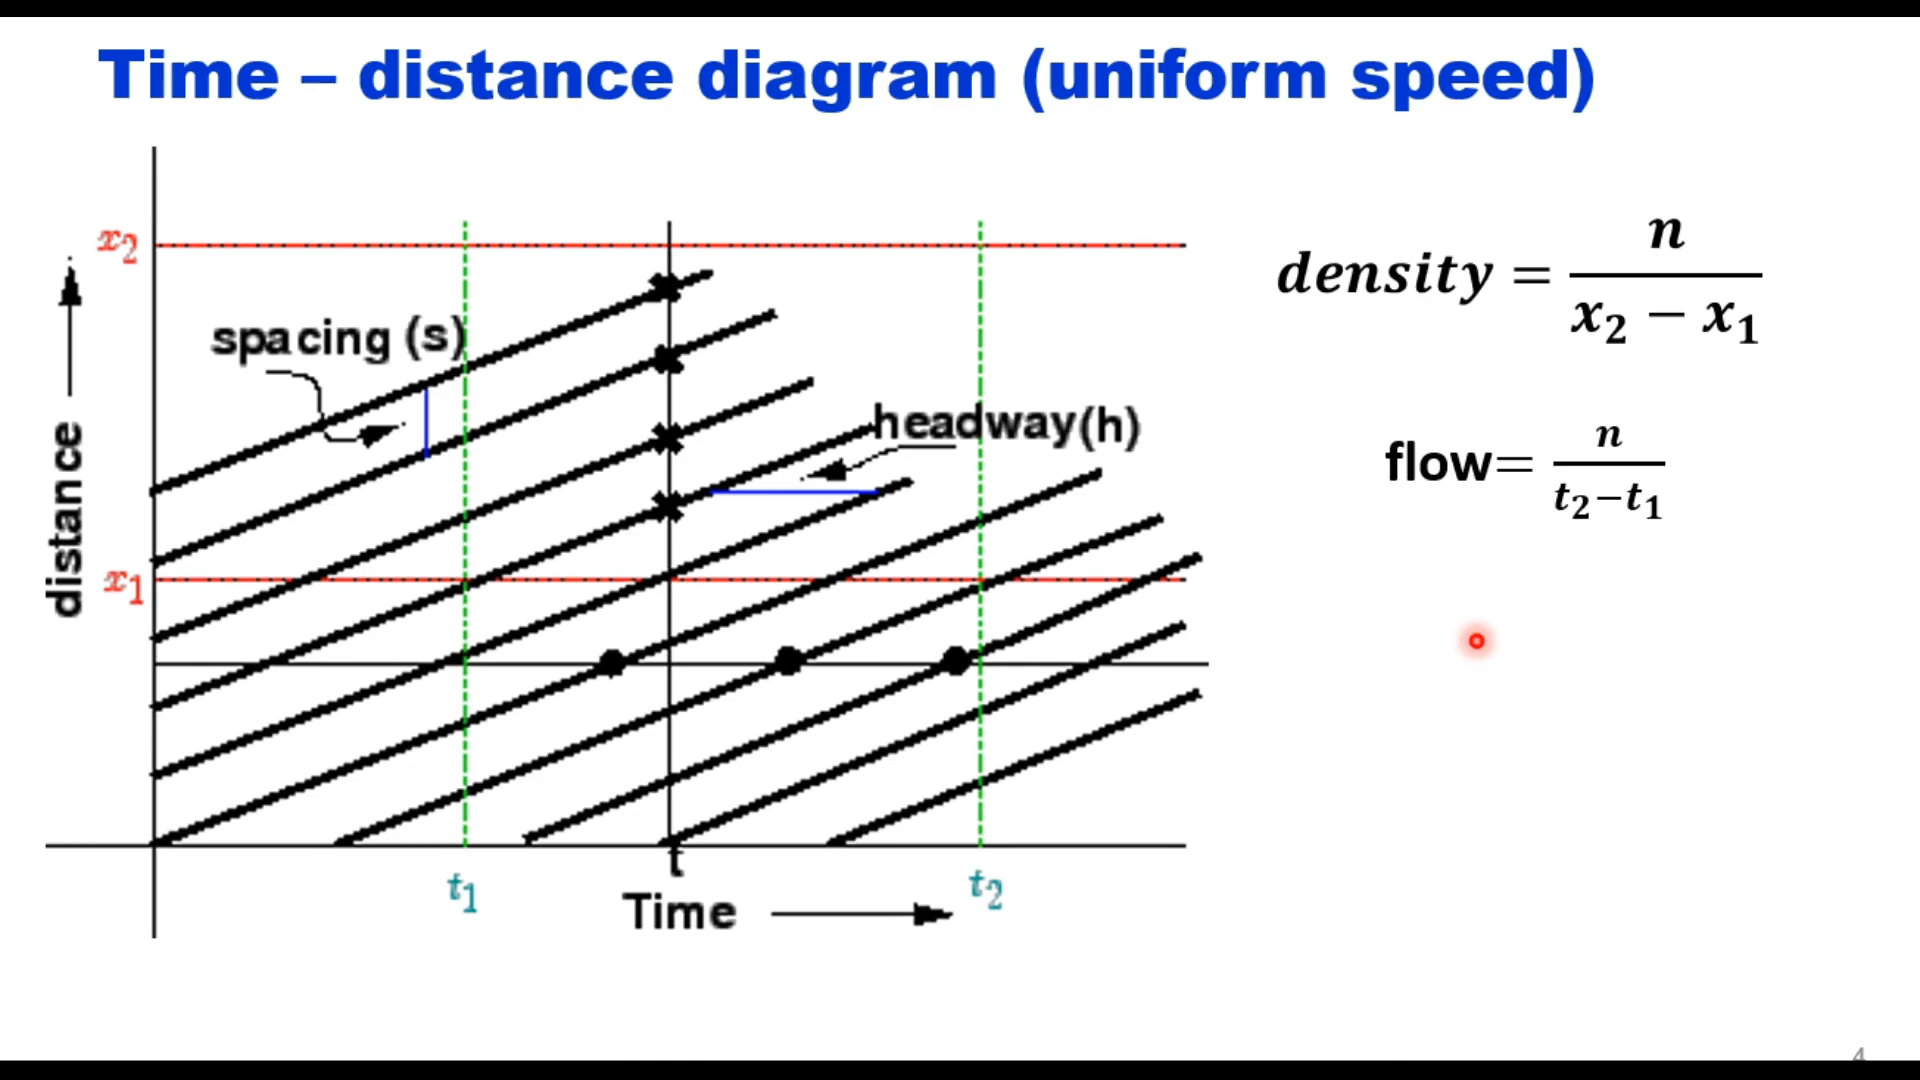 Time – distance diagram (uniform speed)
x₂
spacing (s)
headway(h)
distance
x₁
t
t₁
t₂
Time
density = n / (x₂ − x₁)
flow= n / (t₂−t₁)
4